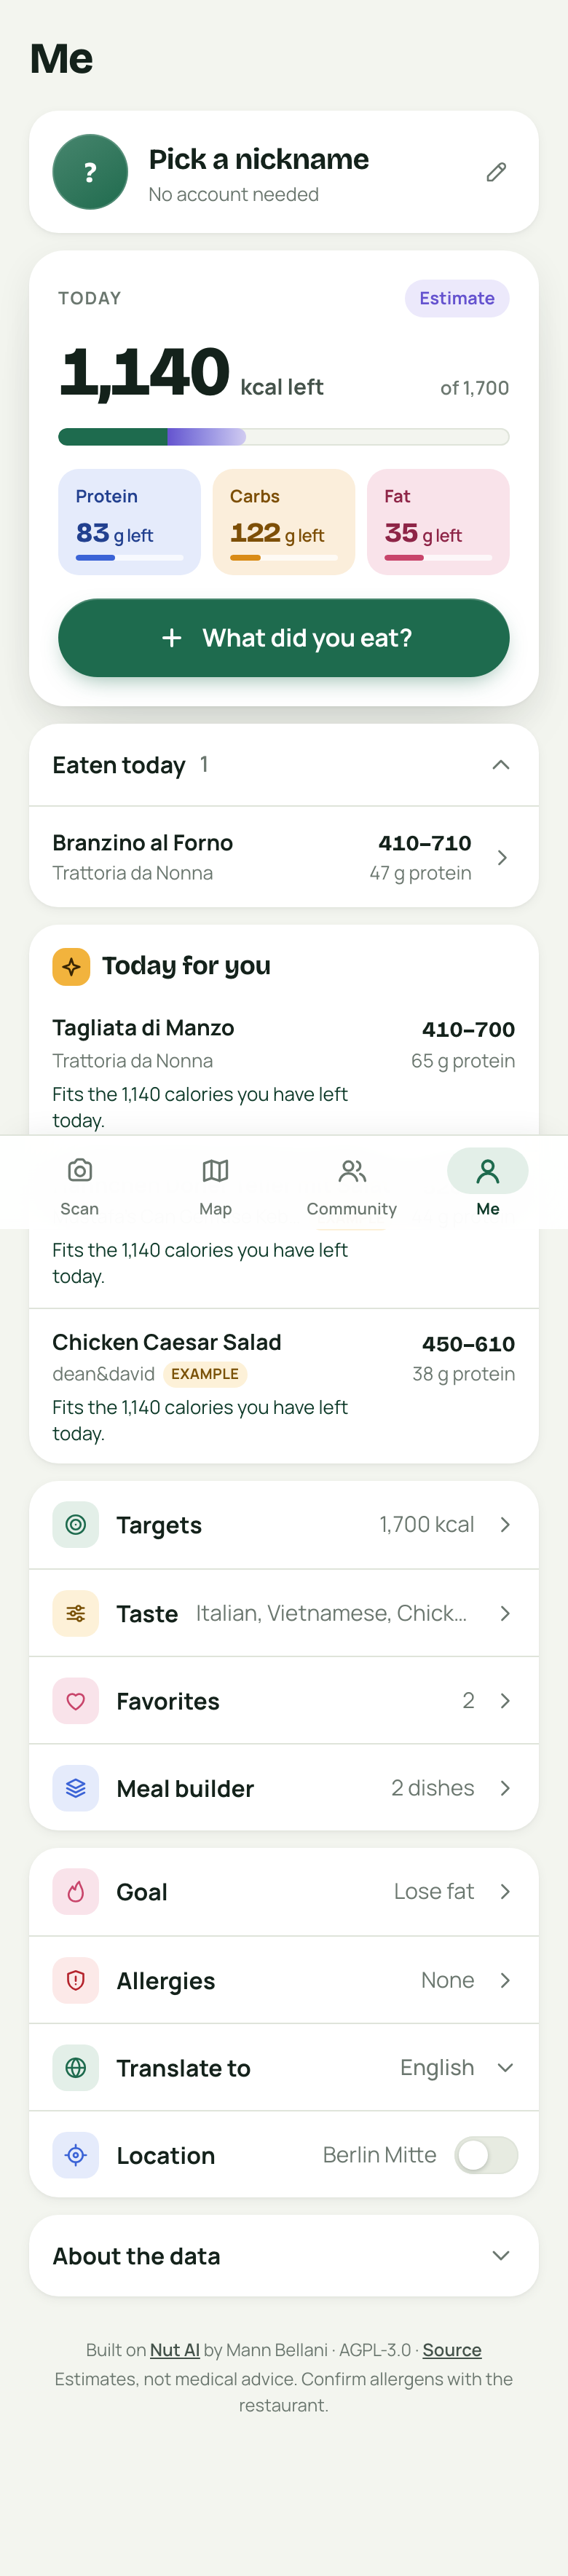 Me
?
Pick a nickname
No account needed
TODAY
Estimate
1,140 kcal left
of 1,700
Protein
83 g left
Carbs
122 g left
Fat
35 g left
+ What did you eat?
Eaten today 1
Branzino al Forno
410–710
Trattoria da Nonna
47 g protein
Today for you
Tagliata di Manzo
410–700
Trattoria da Nonna
65 g protein
Fits the 1,140 calories you have left
today.
Scan
Map
Community
Me
Fits the 1,140 calories you have left
today.
Chicken Caesar Salad
450–610
dean&david EXAMPLE
38 g protein
Fits the 1,140 calories you have left
today.
Targets
1,700 kcal
Taste
Italian, Vietnamese, Chick...
Favorites
2
Meal builder
2 dishes
Goal
Lose fat
Allergies
None
Translate to
English
Location
Berlin Mitte
About the data
Built on Nut AI by Mann Bellani · AGPL-3.0 · Source
Estimates, not medical advice. Confirm allergens with the
restaurant.